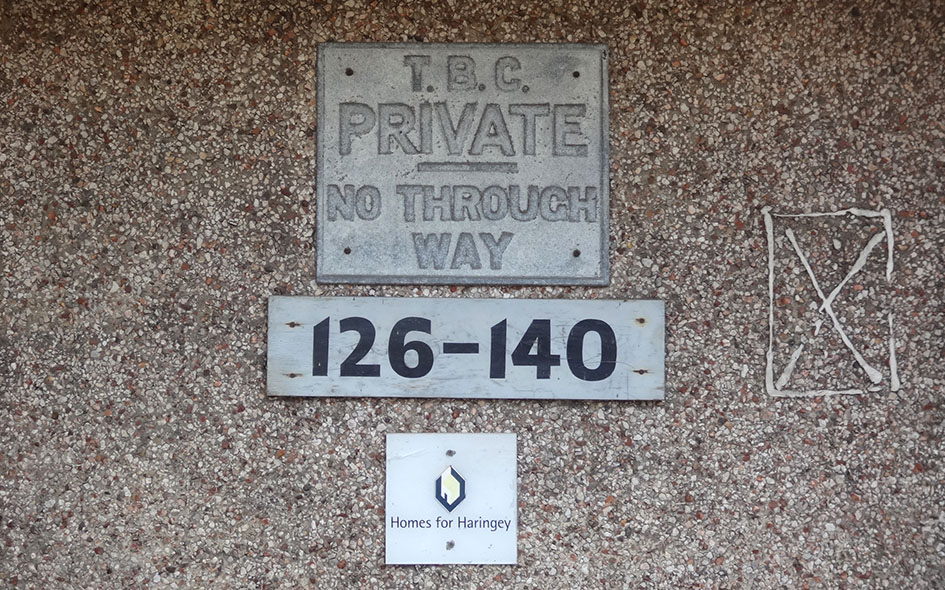 T. B. C.
PRIVATE
NO THROUGH
WAY
126-140
Homes for Haringey